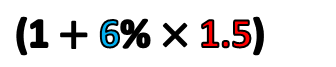 (1 + 6% × 1.5)